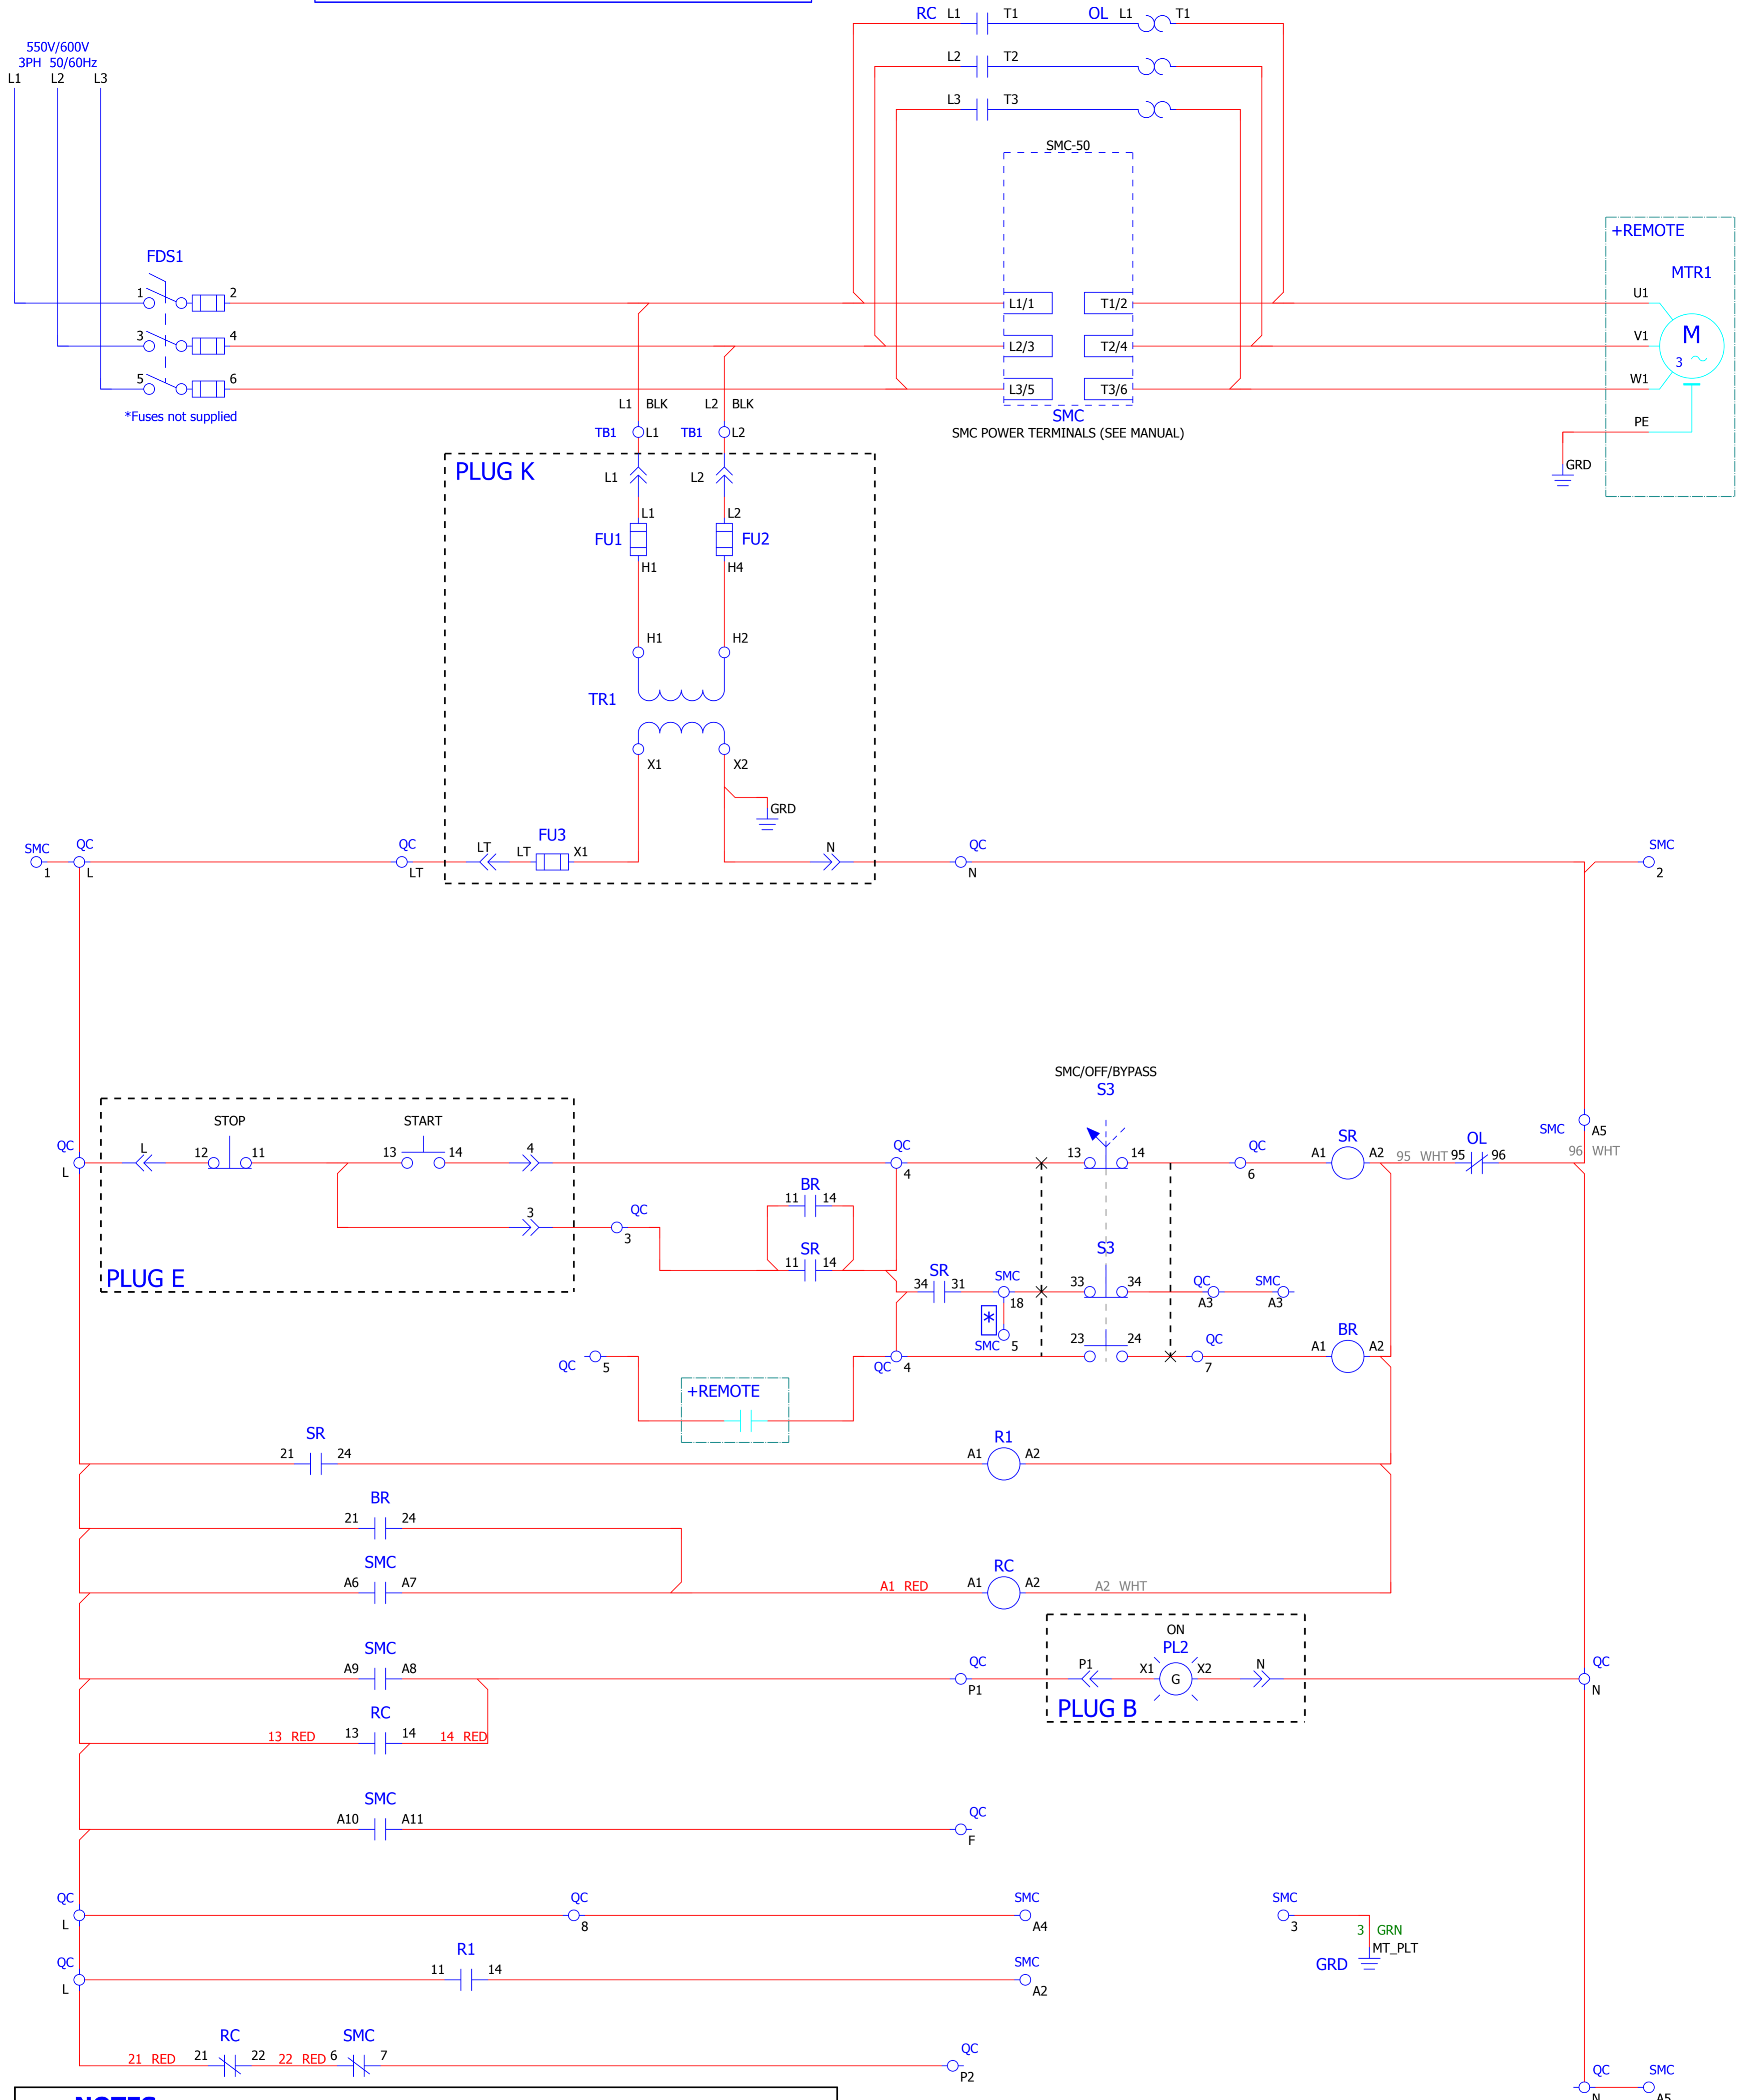 RC L1 T1 OL L1 T1
550V/600V
3PH 50/60Hz
L1 L2 L3
L2 T2
L3 T3
SMC-50
+REMOTE
FDS1
MTR1
1 2 L1/1 T1/2 U1
3 4 L2/3 T2/4 V1 M
3
5 6 L3/5 T3/6 W1
*Fuses not supplied
L1 BLK L2 BLK
SMC
SMC POWER TERMINALS (SEE MANUAL)
PE
TB1 L1 TB1 L2
GRD
PLUG K
L1 L2
L1 L2
FU1 FU2
H1 H4
H1 H2
TR1
X1 X2
GRD
SMC QC QC LT LT FU3 X1 N QC SMC
1 L LT N 2
SMC/OFF/BYPASS
S3
STOP START
QC L 12 11 13 14 4 QC 13 14 QC SR A1 A2 95 WHT 95 OL 96 SMC A5
96 WHT
L 4 6
BR
11 14
3 QC
3
SR
11 14
S3
PLUG E
SR
34 31 SMC 33 34 QC SMC
18 A3 A3
*
SMC 5
23 24 QC BR A1 A2
QC 5 QC 4 7
+REMOTE
SR R1
21 24 A1 A2
BR
21 24
SMC RC
A6 A7 A1 RED A1 A2 A2 WHT
ON
SMC PL2
A9 A8 QC P1 X1 G X2 N QC
P1 N
RC PLUG B
13 RED 13 14 14 RED
SMC
A10 A11 QC
F
QC QC SMC SMC
L 8 A4 3
3 GRN
MT_PLT
R1 GRD
QC 11 14 SMC
L A2
RC SMC
21 RED 21 22 22 RED 6 7 QC
P2
QC SMC
N A5
NOTES